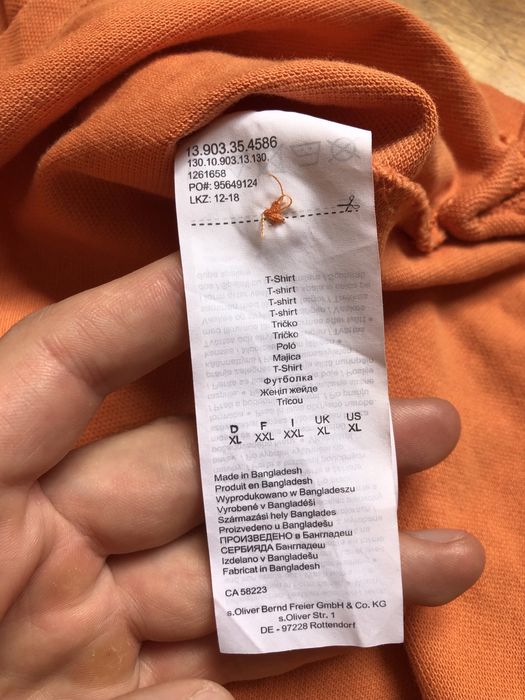 13.903.35.4586
130.10.903.13.130
1261658
PO#: 95649124
LKZ: 12-18
T-Shirt
T-shirt
T-shirt
T-shirt
Tričko
Tričko
Poló
Majica
T-Shirt
Футболка
Жеңіл жейде
Tricou
D F I UK US
XL XXL XXL XL XL
Made in Bangladesh
Produit en Bangladesh
Wyprodukowano w Bangladeszu
Vyrobené v Bangladéši
Származási hely Banglades
Proizvedeno u Bangladešu
ПРОИЗВЕДЕНО в Бангладеш
СЕРБИЯДА Бангладеш
Izdelano v Bangladešu
Fabricat in Bangladesh
CA 58223
s.Oliver Bernd Freier GmbH & Co. KG
s.Oliver Str. 1
DE - 97228 Rottendorf